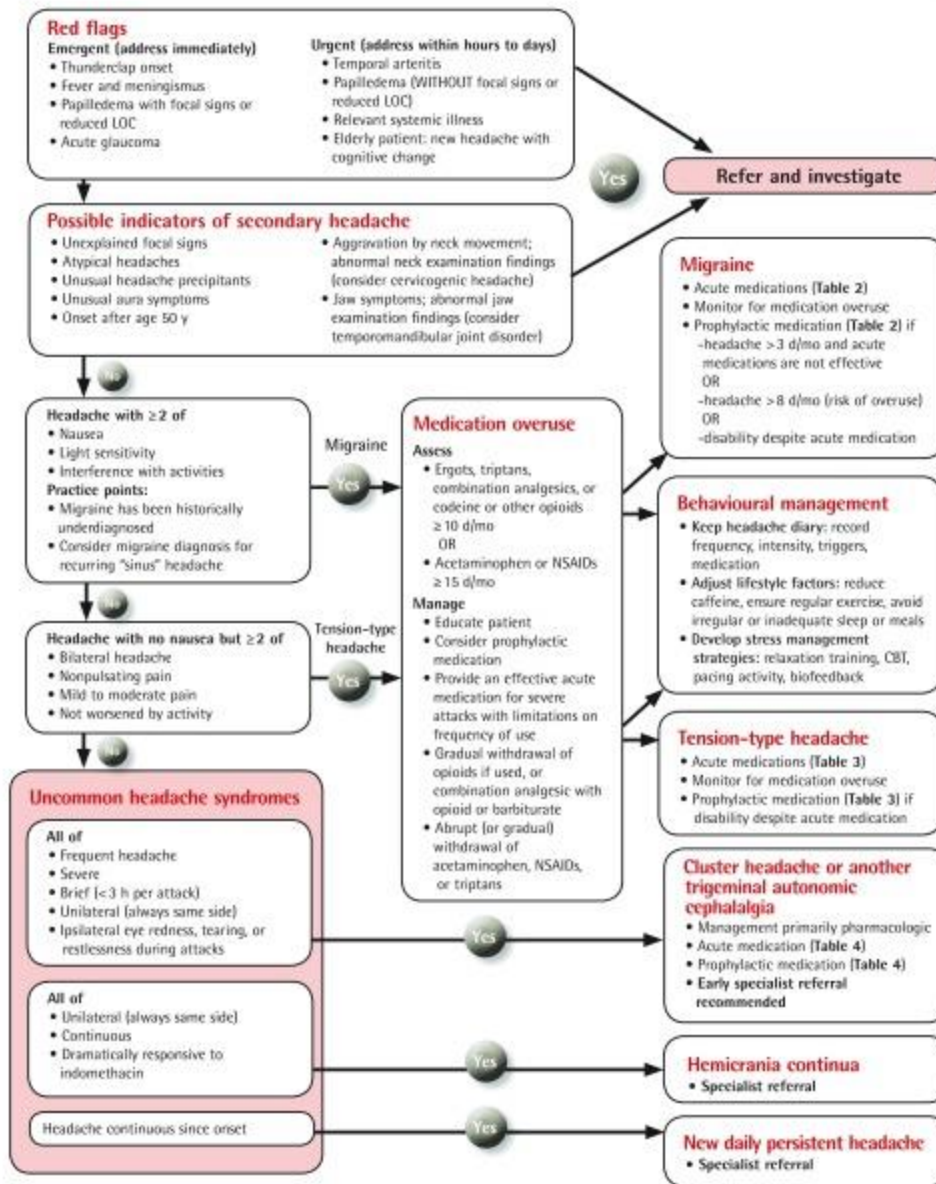 Red flags
Emergent (address immediately)
• Thunderclap onset
• Fever and meningismus
• Papilledema with focal signs or
reduced LOC
• Acute glaucoma
Urgent (address within hours to days)
• Temporal arteritis
• Papilledema (WITHOUT focal signs or
reduced LOC)
• Relevant systemic illness
• Elderly patient: new headache with
cognitive change
Yes
Refer and investigate
Possible indicators of secondary headache
• Unexplained focal signs
• Atypical headaches
• Unusual headache precipitants
• Unusual aura symptoms
• Onset after age 50 y
• Aggravation by neck movement;
abnormal neck examination findings
(consider cervicogenic headache)
• Jaw symptoms; abnormal jaw
examination findings (consider
temporomandibular joint disorder)
No
Headache with ≥2 of
• Nausea
• Light sensitivity
• Interference with activities
Practice points:
• Migraine has been historically
underdiagnosed
• Consider migraine diagnosis for
recurring "sinus" headache
Migraine
Yes
No
Headache with no nausea but ≥2 of
• Bilateral headache
• Nonpulsating pain
• Mild to moderate pain
• Not worsened by activity
Tension-type
headache
Yes
No
Medication overuse
Assess
• Ergots, triptans,
combination analgesics, or
codeine or other opioids
≥10 d/mo
OR
• Acetaminophen or NSAIDs
≥15 d/mo
Manage
• Educate patient
• Consider prophylactic
medication
• Provide an effective acute
medication for severe
attacks with limitations on
frequency of use
• Gradual withdrawal of
opioids if used, or
combination analgesic with
opioid or barbiturate
• Abrupt (or gradual)
withdrawal of
acetaminophen, NSAIDs,
or triptans
Migraine
• Acute medications (Table 2)
• Monitor for medication overuse
• Prophylactic medication (Table 2) if
-headache >3 d/mo and acute
medications are not effective
OR
-headache >8 d/mo (risk of overuse)
OR
-disability despite acute medication
Behavioural management
• Keep headache diary: record
frequency, intensity, triggers,
medication
• Adjust lifestyle factors: reduce
caffeine, ensure regular exercise, avoid
irregular or inadequate sleep or meals
• Develop stress management
strategies: relaxation training, CBT,
pacing activity, biofeedback
Tension-type headache
• Acute medications (Table 3)
• Monitor for medication overuse
• Prophylactic medication (Table 3) if
disability despite acute medication
Uncommon headache syndromes
All of
• Frequent headache
• Severe
• Brief (<3 h per attack)
• Unilateral (always same side)
• Ipsilateral eye redness, tearing, or
restlessness during attacks
Yes
Cluster headache or another
trigeminal autonomic
cephalalgia
• Management primarily pharmacologic
• Acute medication (Table 4)
• Prophylactic medication (Table 4)
• Early specialist referral
recommended
All of
• Unilateral (always same side)
• Continuous
• Dramatically responsive to
indomethacin
Yes
Hemicrania continua
• Specialist referral
Headache continuous since onset
Yes
New daily persistent headache
• Specialist referral